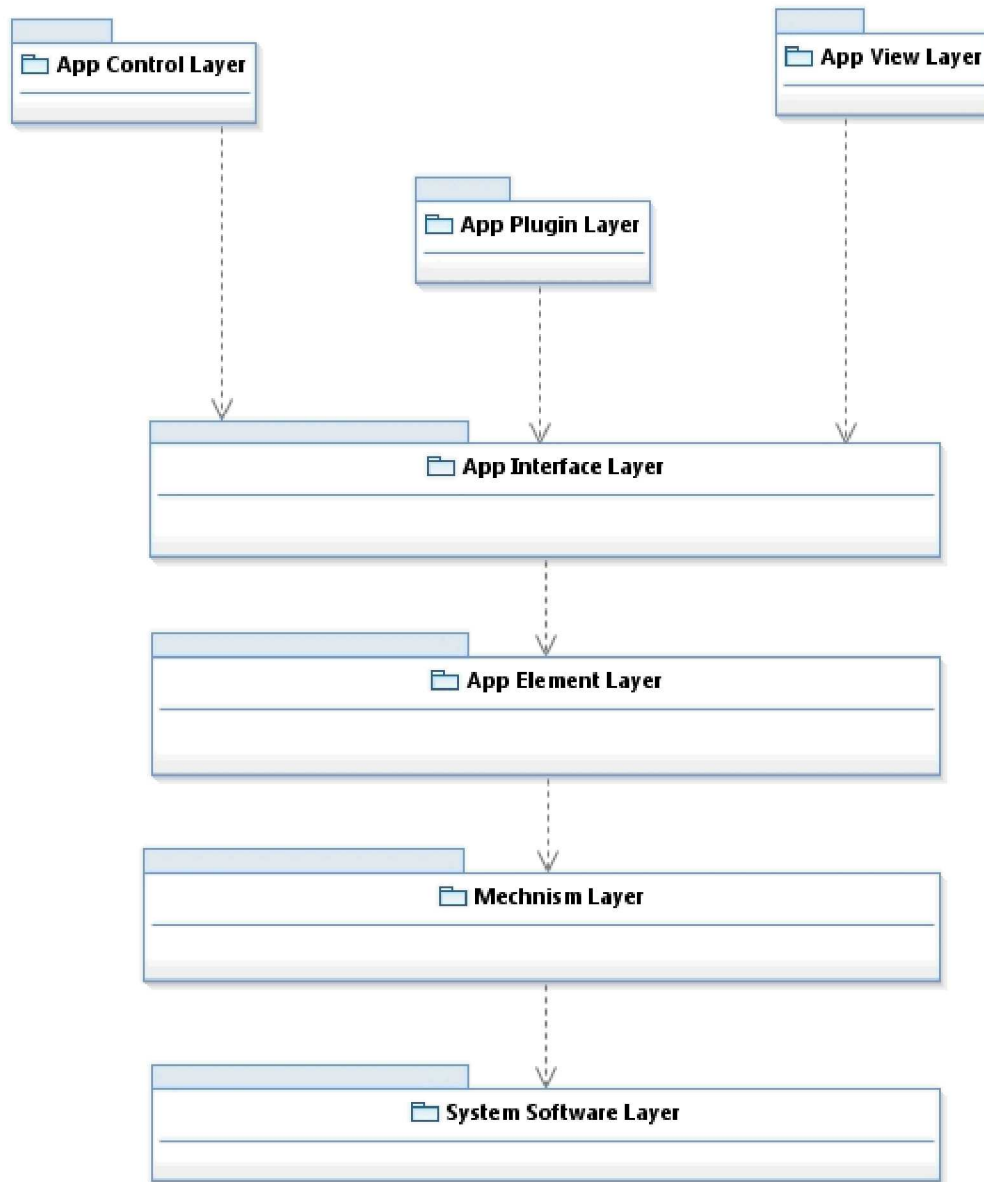 App Control Layer
App View Layer
App Plugin Layer
App Interface Layer
App Element Layer
Mechnism Layer
System Software Layer